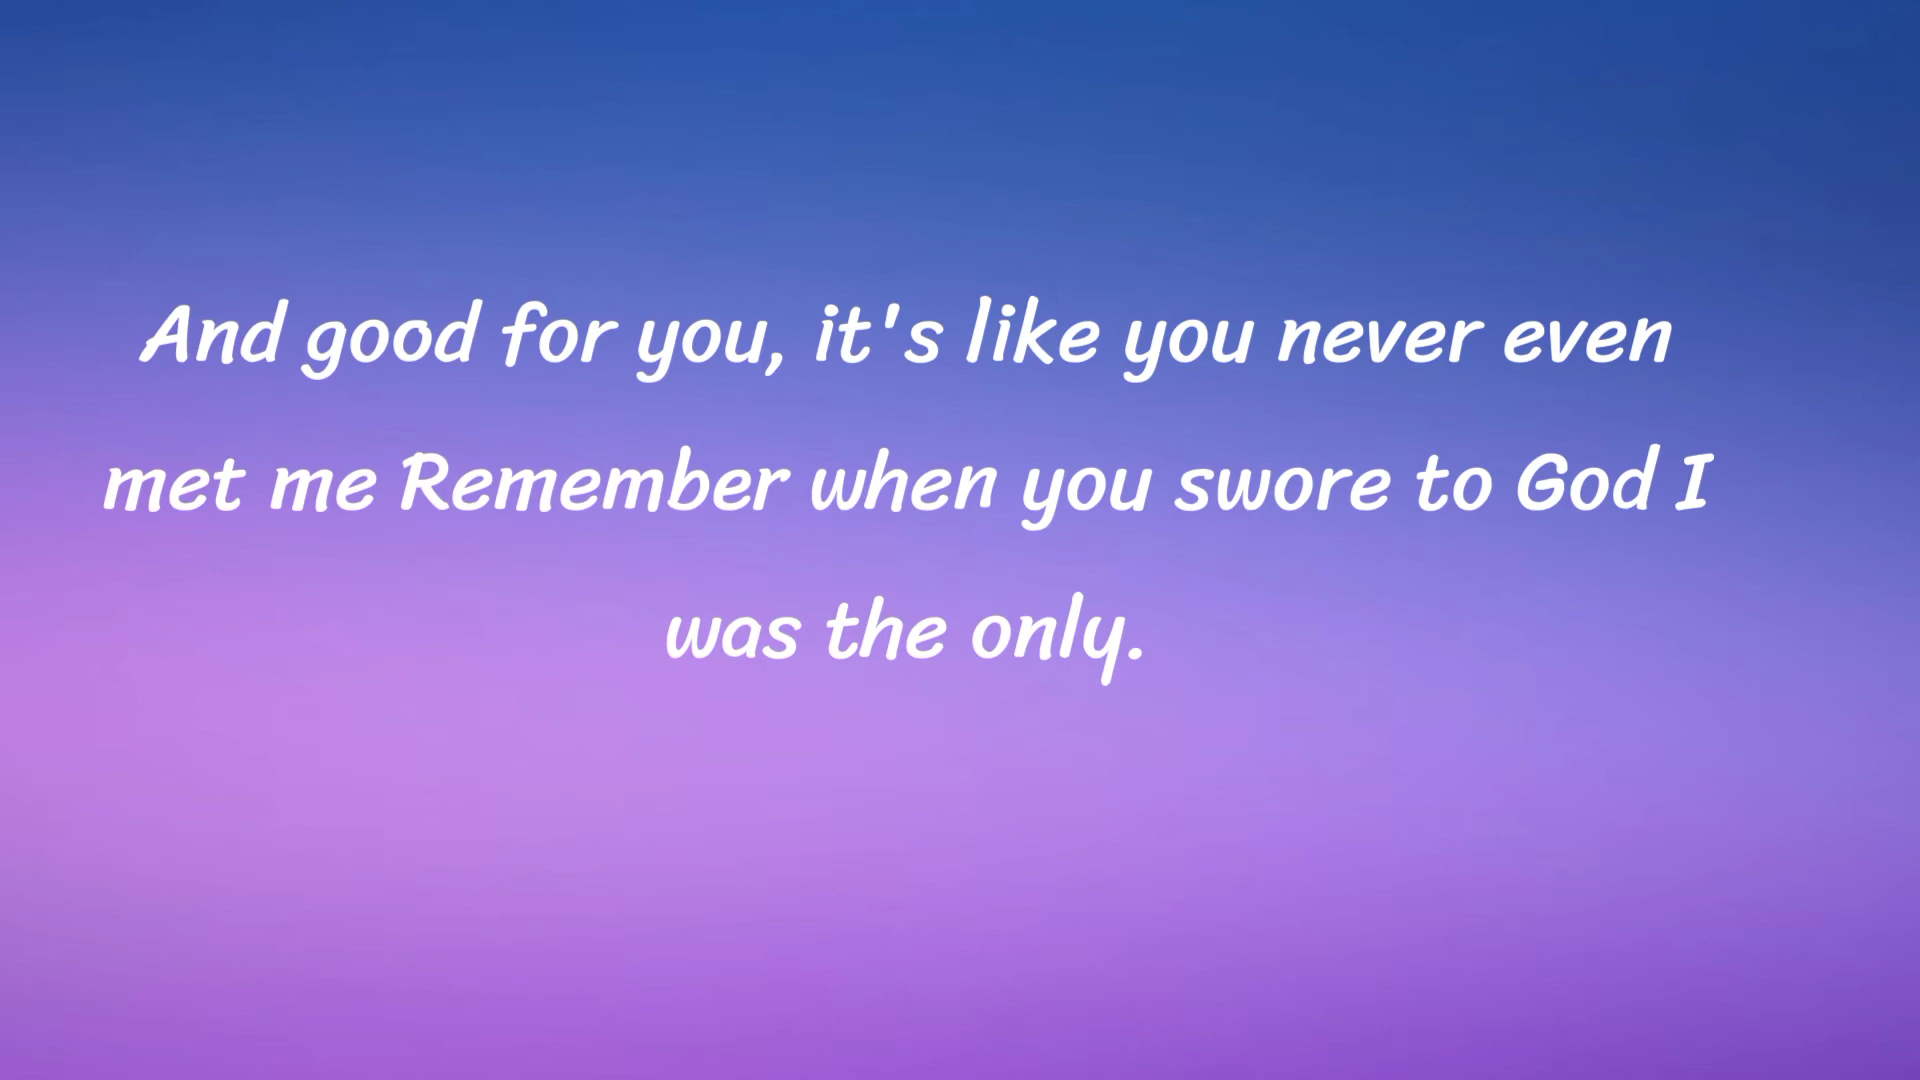 And good for you, it's like you never even
met me Remember when you swore to God I
was the only.